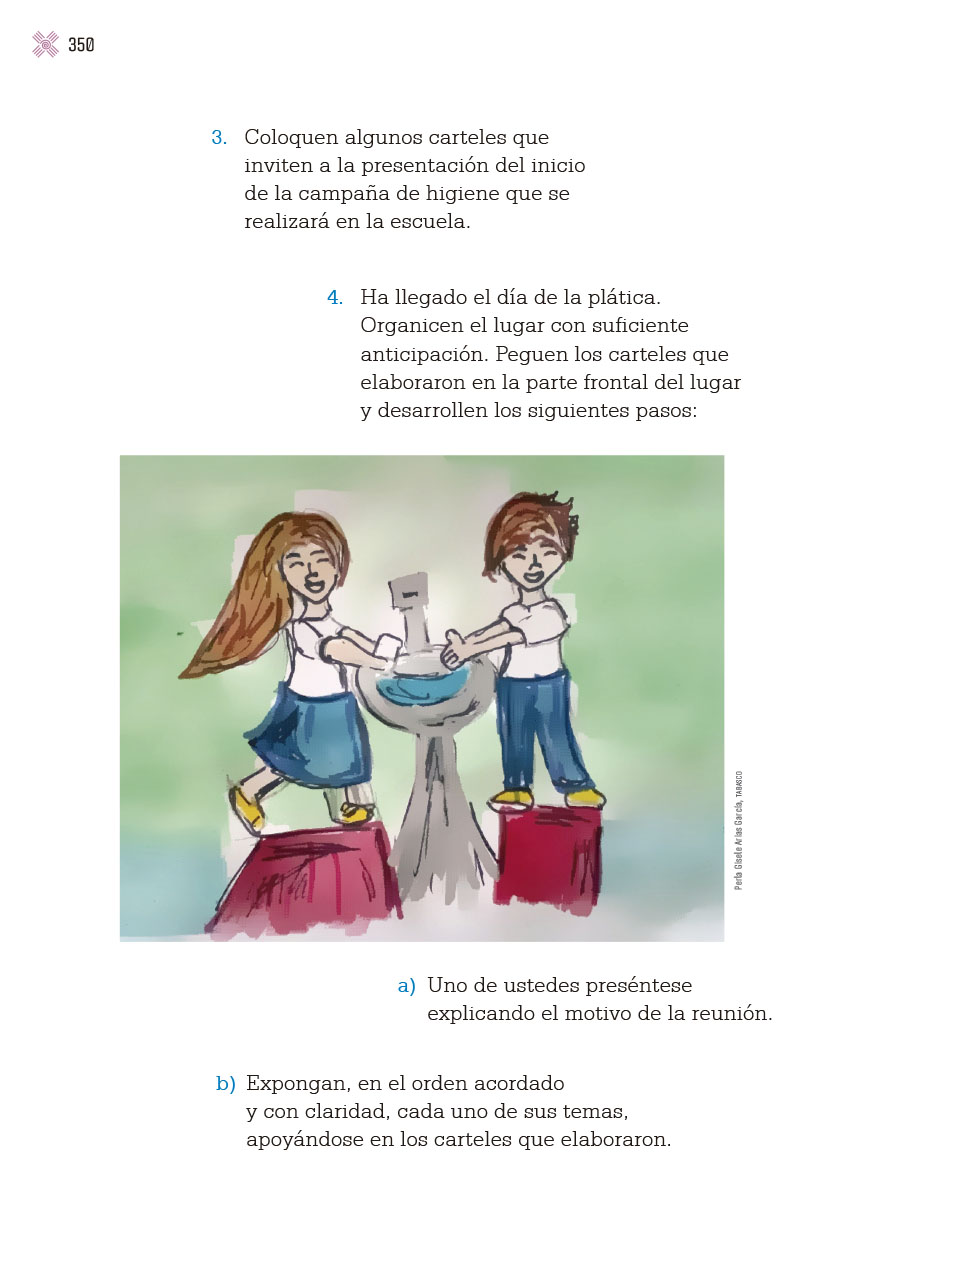 350
3. Coloquen algunos carteles que
inviten a la presentación del inicio
de la campaña de higiene que se
realizará en la escuela.
4. Ha llegado el día de la plática.
Organicen el lugar con suficiente
anticipación. Peguen los carteles que
elaboraron en la parte frontal del lugar
y desarrollen los siguientes pasos:
Perla Gisele Arias García, TABASCO
a) Uno de ustedes preséntese
explicando el motivo de la reunión.
b) Expongan, en el orden acordado
y con claridad, cada uno de sus temas,
apoyándose en los carteles que elaboraron.